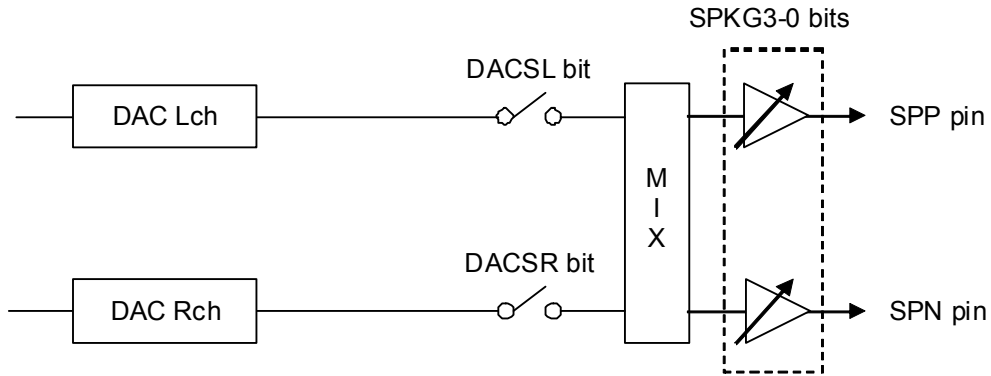 SPKG3-0 bits
DACSL bit
DAC Lch
SPP pin
M
I
X
DACSR bit
DAC Rch
SPN pin